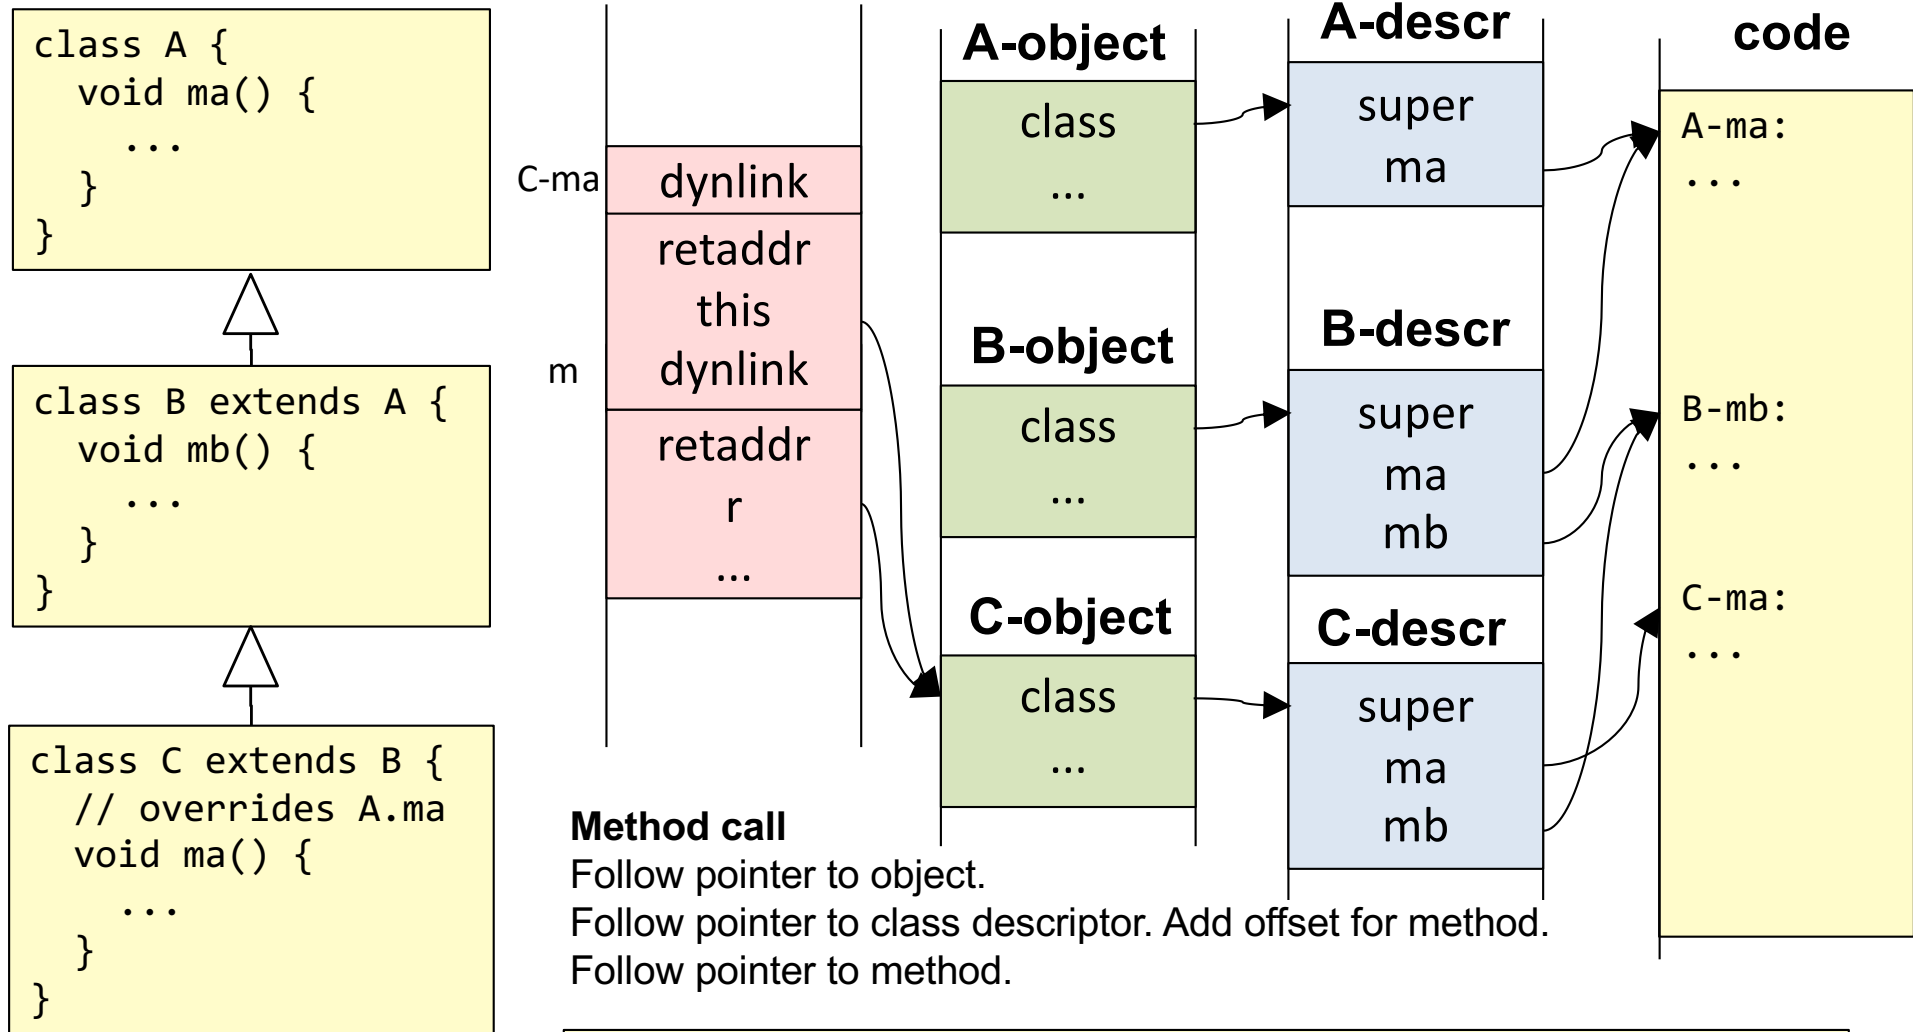 class A {
  void ma() {
    ...
  }
}
class B extends A {
  void mb() {
    ...
  }
}
class C extends B {
  // overrides A.ma
  void ma() {
    ...
  }
}
C-ma
m
dynlink
retaddr
this
dynlink
retaddr
r
...
A-object
class
...
B-object
class
...
C-object
class
...
A-descr
super
ma
B-descr
super
ma
mb
C-descr
super
ma
mb
code
A-ma:
...
B-mb:
...
C-ma:
...
Method call
Follow pointer to object.
Follow pointer to class descriptor. Add offset for method.
Follow pointer to method.